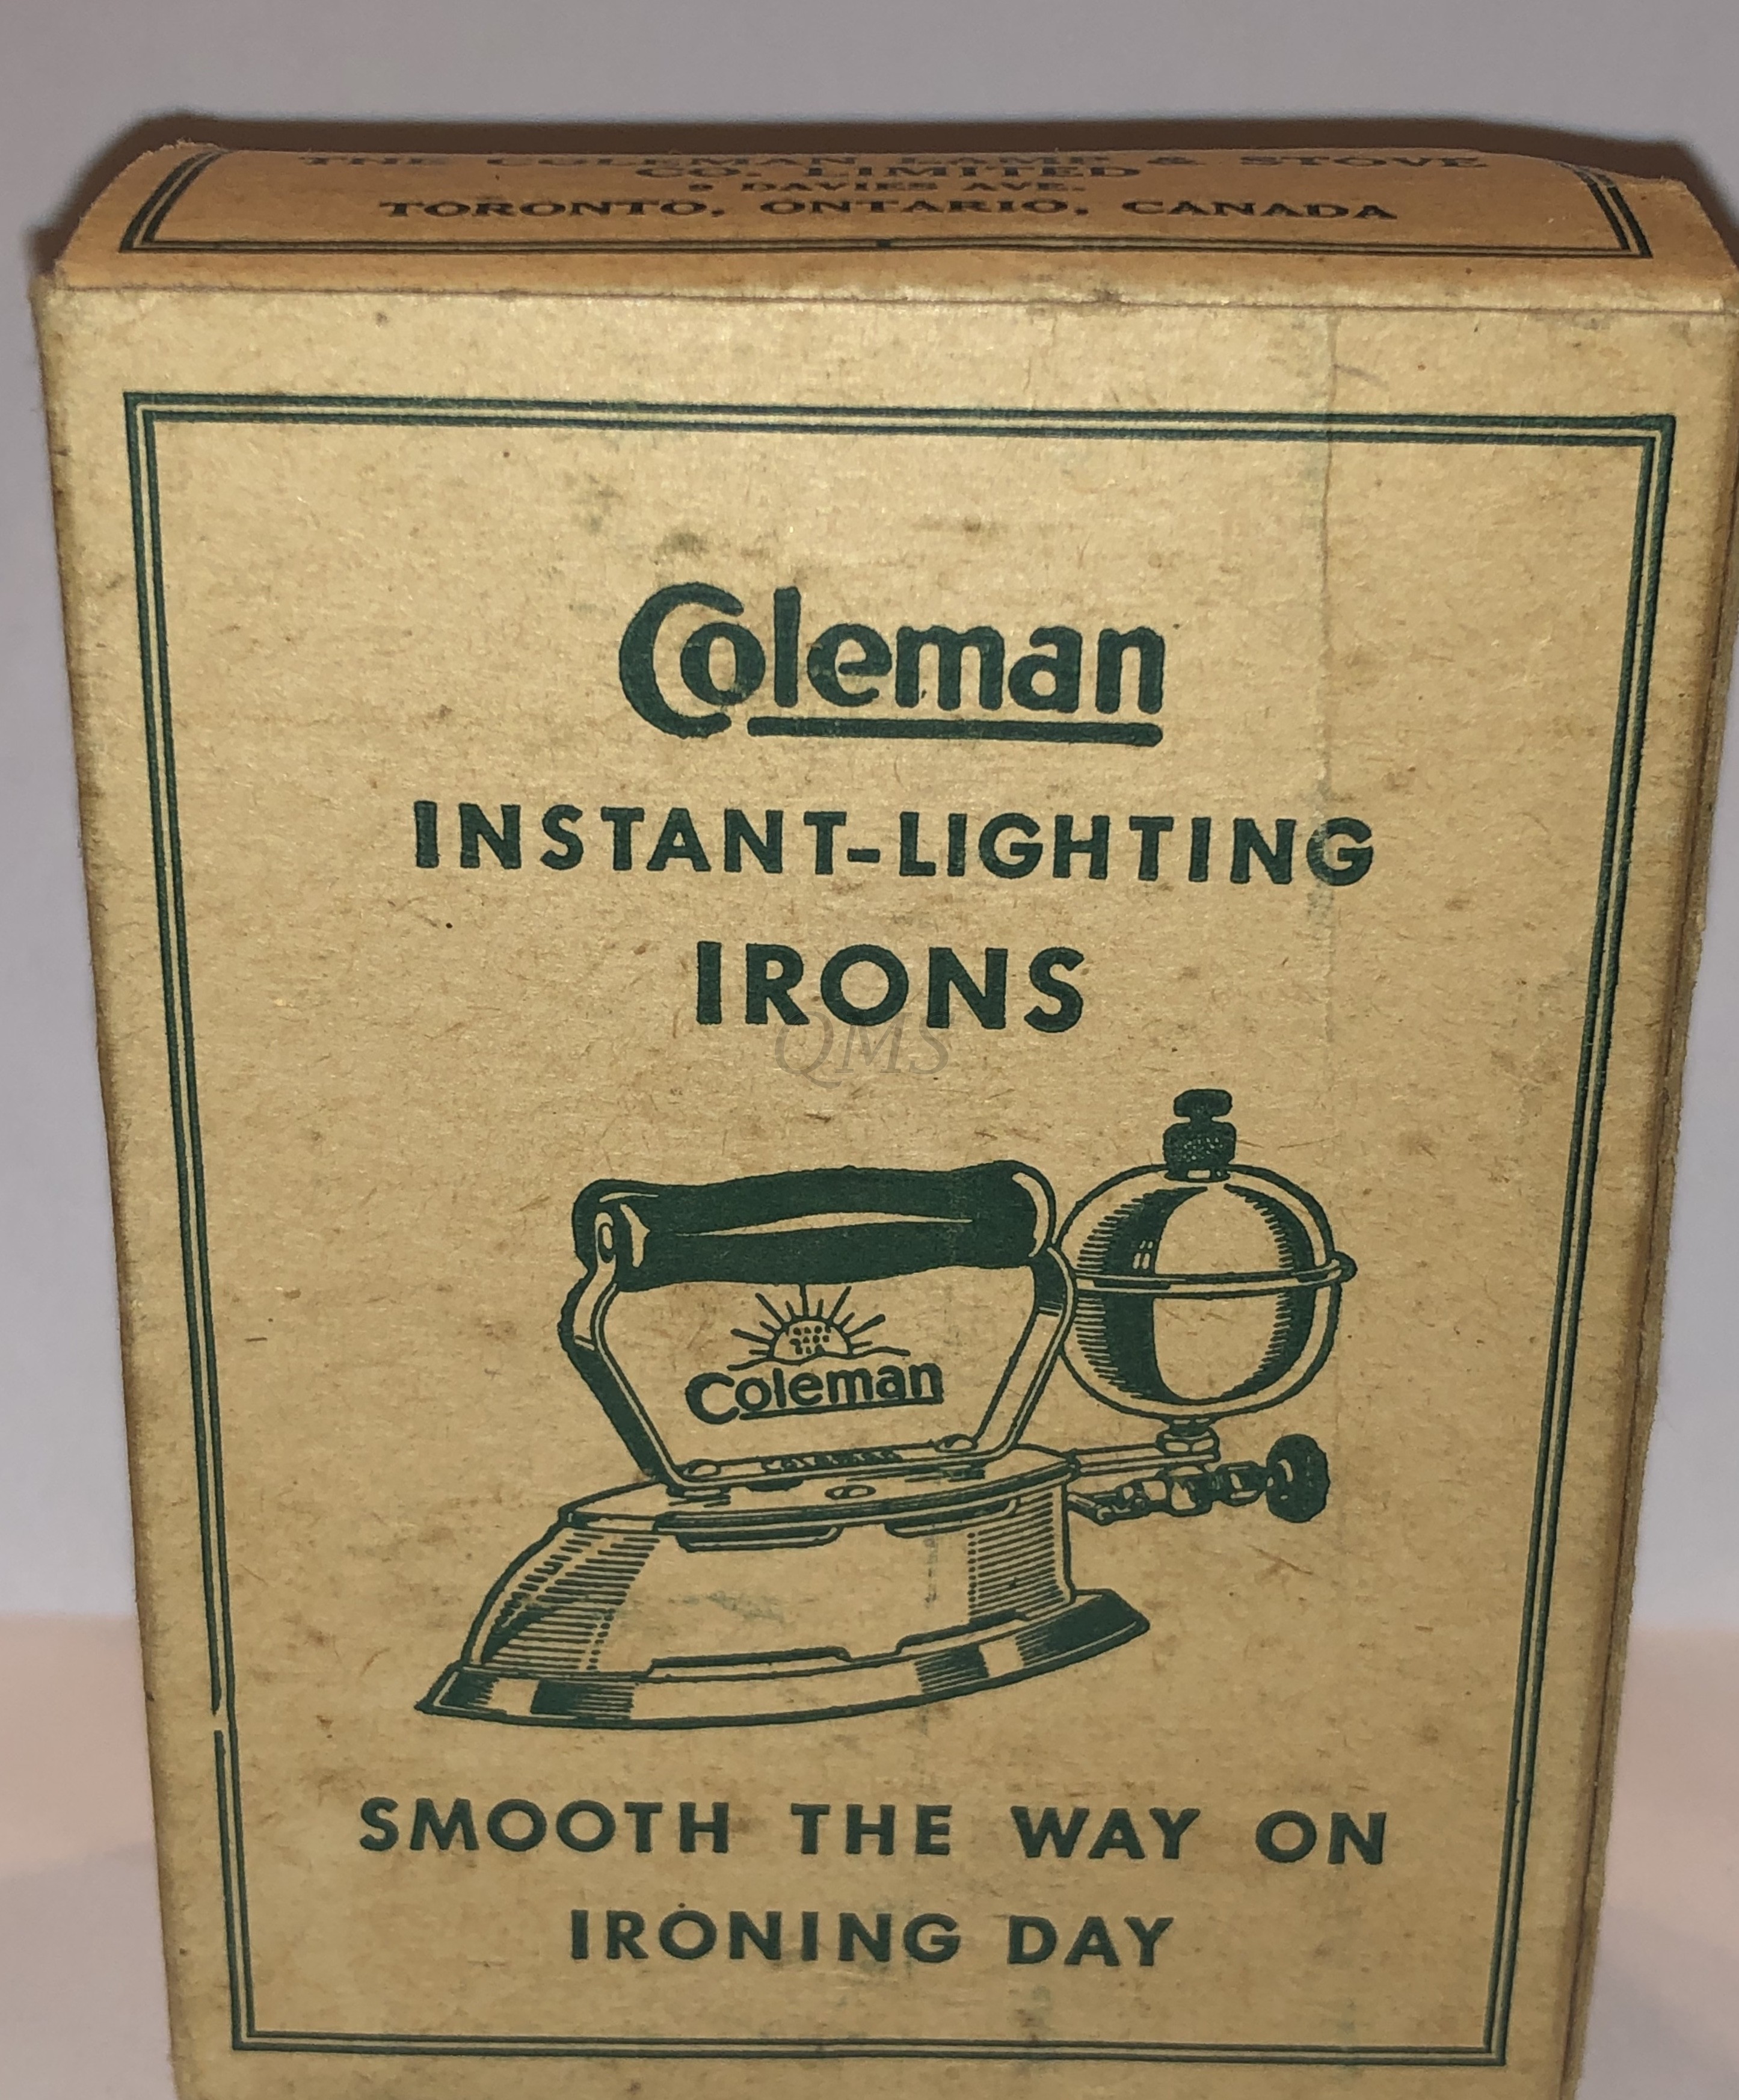 THE COLEMAN LAMP & STOVE
CO. LIMITED
9 DAVIES AVE.
TORONTO, ONTARIO, CANADA
Coleman
INSTANT-LIGHTING
IRONS
QMS
Coleman
SMOOTH THE WAY ON
IRONING DAY